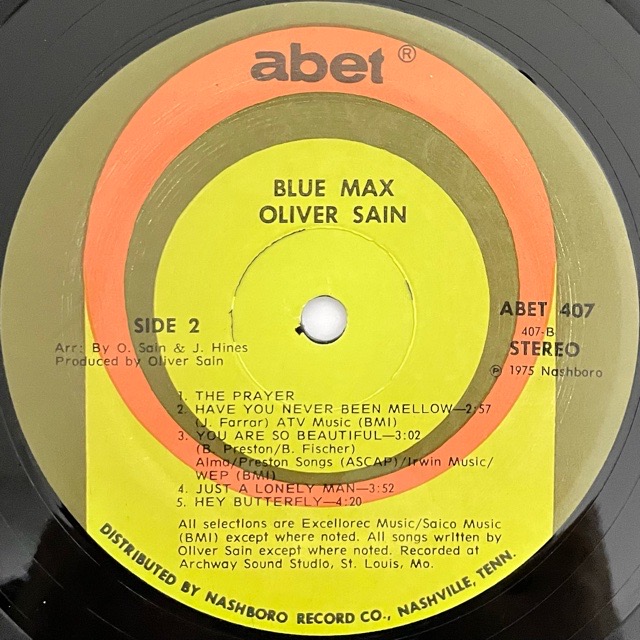 abet ®
BLUE MAX
OLIVER SAIN
SIDE 2
Arr: By O. Sain & J. Hines
Produced by Oliver Sain
ABET 407
407-B
STEREO
℗ 1975 Nashboro
1. THE PRAYER
2. HAVE YOU NEVER BEEN MELLOW—2:57
(J. Farrar) ATV Music (BMI)
3. YOU ARE SO BEAUTIFUL—3:02
(B. Preston/B. Fischer)
Alma/Preston Songs (ASCAP)/Irwin Music/
WEP (BMI)
4. JUST A LONELY MAN—3:52
5. HEY BUTTERFLY—4:20
All selections are Excellorec Music/Saico Music
(BMI) except where noted. All songs written by
Oliver Sain except where noted. Recorded at
Archway Sound Studio, St. Louis, Mo.
DISTRIBUTED BY NASHBORO RECORD CO., NASHVILLE, TENN.